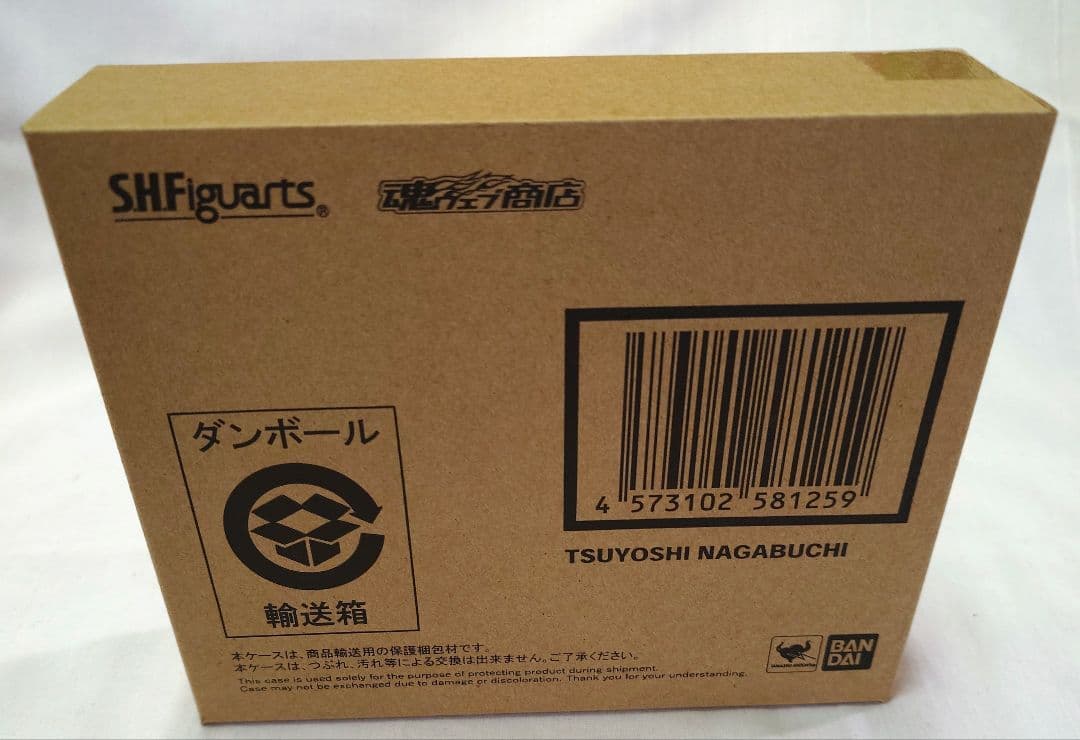 S.H.Figuarts®
魂ウェブ商店
4 573102 581259
TSUYOSHI NAGABUCHI
ダンボール
輸送箱
本ケースは、商品輸送用の保護梱包材です。
本ケースは、つぶれ、汚れ等による交換は出来ません。ご了承ください。
This case is used solely for the purpose of protecting product during shipment.
Case may not be exchanged due to damage or discoloration. Thank you for your understanding.
BAN
DAI